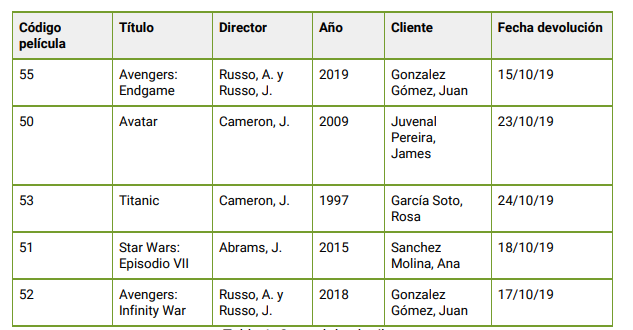 Código película Título Director Año Cliente Fecha devolución
55 Avengers: Endgame Russo, A. y Russo, J. 2019 Gonzalez Gómez, Juan 15/10/19
50 Avatar Cameron, J. 2009 Juvenal Pereira, James 23/10/19
53 Titanic Cameron, J. 1997 García Soto, Rosa 24/10/19
51 Star Wars: Episodio VII Abrams, J. 2015 Sanchez Molina, Ana 18/10/19
52 Avengers: Infinity War Russo, A. y Russo, J. 2018 Gonzalez Gómez, Juan 17/10/19